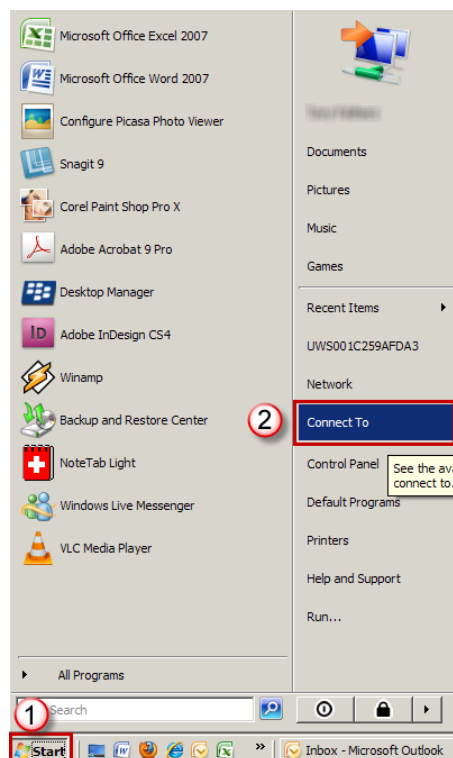 Microsoft Office Excel 2007
Microsoft Office Word 2007
Configure Picasa Photo Viewer
Snagit 9
Corel Paint Shop Pro X
Adobe Acrobat 9 Pro
Desktop Manager
ID
Adobe InDesign CS4
Winamp
Backup and Restore Center
NoteTab Light
Windows Live Messenger
VLC Media Player
All Programs
1
Search
Start
Documents
Pictures
Music
Games
Recent Items
UWS001C259AFDA3
Network
2
Connect To
Control Panel
See the ava
connect to.
Default Programs
Printers
Help and Support
Run...
»
Inbox - Microsoft Outlook